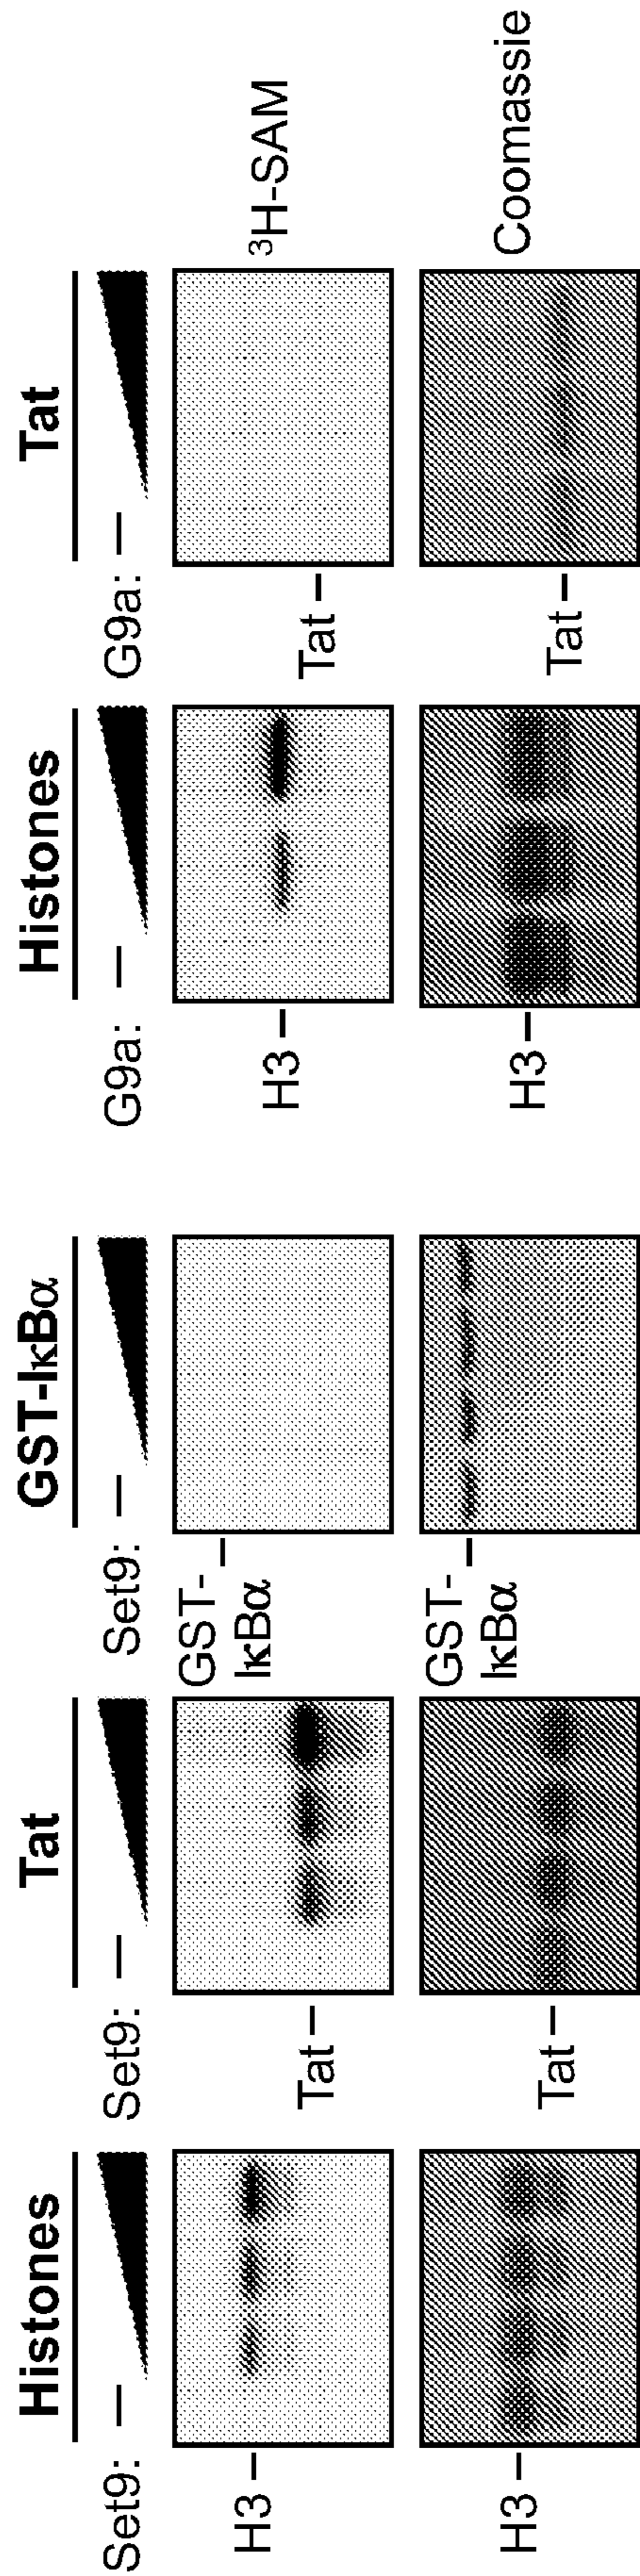 Histones
Tat
GST-IκBα
Histones
Tat
Set9: —
Set9: —
Set9: —
G9a: —
G9a: —
H3 –
Tat –
GST-
IκBα
H3 –
Tat –
³H-SAM
H3 –
Tat –
GST-
IκBα
H3 –
Tat –
Coomassie